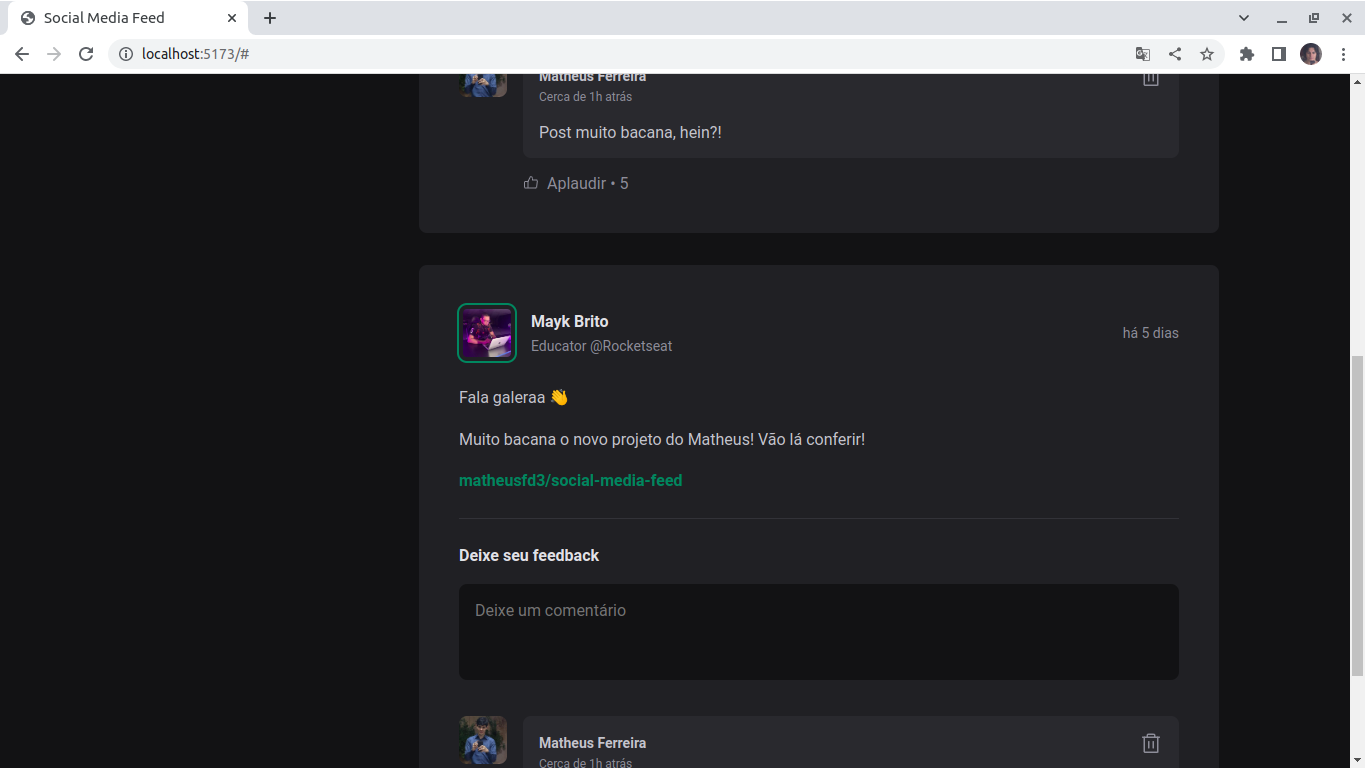 Social Media Feed
localhost:5173/#
Matheus Ferreira
Cerca de 1h atrás
Post muito bacana, hein?!
Aplaudir • 5
Mayk Brito
há 5 dias
Educator @Rocketseat
Fala galeraa 👋
Muito bacana o novo projeto do Matheus! Vão lá conferir!
matheusfd3/social-media-feed
Deixe seu feedback
Deixe um comentário
Matheus Ferreira
Cerca de 1h atrás